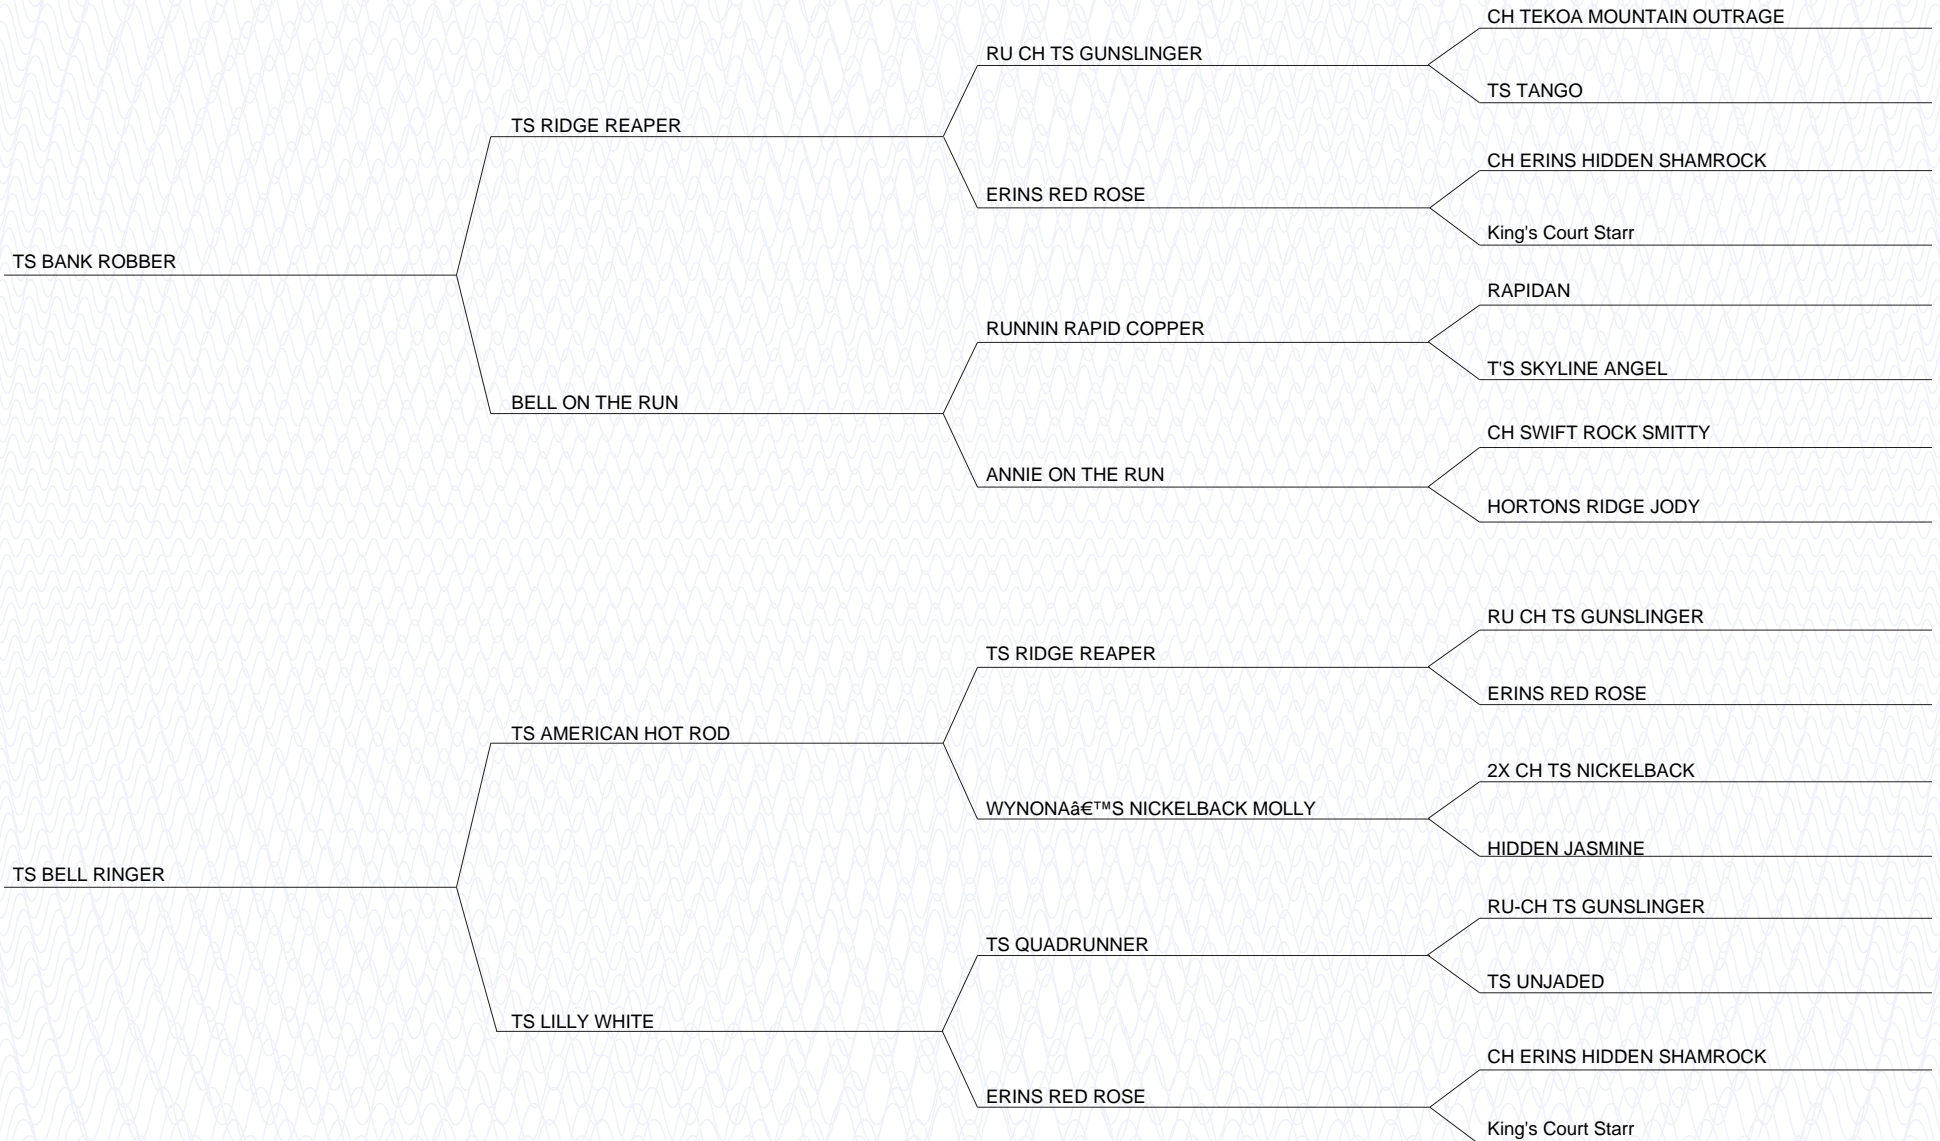 CH TEKOA MOUNTAIN OUTRAGE
RU CH TS GUNSLINGER
TS TANGO
TS RIDGE REAPER
CH ERINS HIDDEN SHAMROCK
ERINS RED ROSE
King's Court Starr
TS BANK ROBBER
RAPIDAN
RUNNIN RAPID COPPER
T'S SKYLINE ANGEL
BELL ON THE RUN
CH SWIFT ROCK SMITTY
ANNIE ON THE RUN
HORTONS RIDGE JODY
RU CH TS GUNSLINGER
TS RIDGE REAPER
ERINS RED ROSE
TS AMERICAN HOT ROD
2X CH TS NICKELBACK
WYNONAâ€™S NICKELBACK MOLLY
HIDDEN JASMINE
TS BELL RINGER
RU-CH TS GUNSLINGER
TS QUADRUNNER
TS UNJADED
TS LILLY WHITE
CH ERINS HIDDEN SHAMROCK
ERINS RED ROSE
King's Court Starr